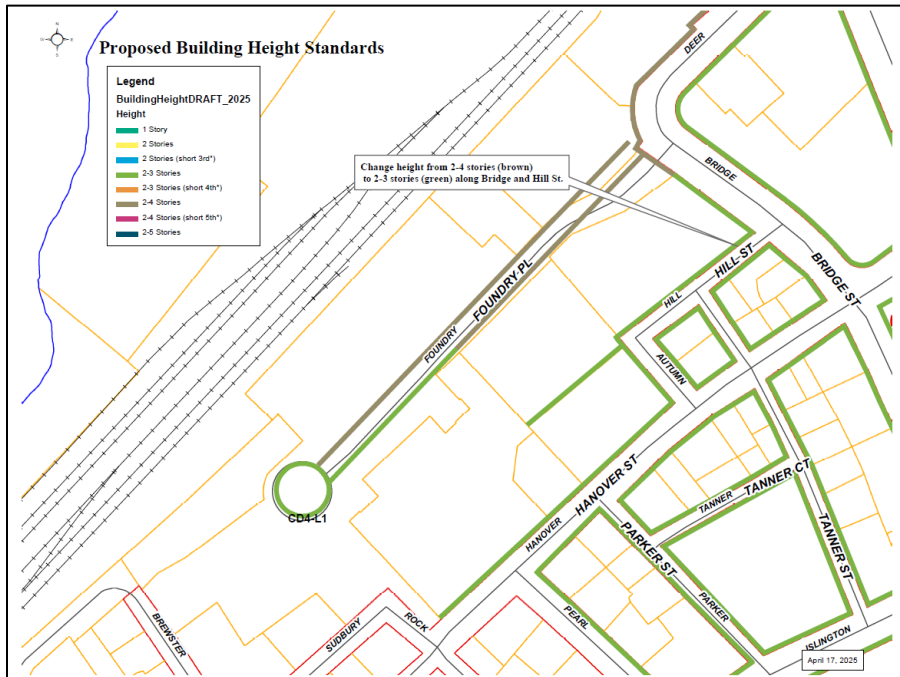 N
W
E
S
Proposed Building Height Standards
Legend
BuildingHeightDRAFT_2025
Height
1 Story
2 Stories
2 Stories (short 3rd*)
2-3 Stories
2-3 Stories (short 4th*)
2-4 Stories
2-4 Stories (short 5th*)
2-5 Stories
Change height from 2-4 stories (brown)
to 2-3 stories (green) along Bridge and Hill St.
DEER
BRIDGE
BRIDGE ST
HILL ST
HILL
FOUNDRY PL
FOUNDRY
AUTUMN
CD4-L1
HANOVER ST
HANOVER
TANNER CT
TANNER
TANNER ST
PARKER ST
PARKER
PEARL
ROCK
SUDBURY
BREWSTER
ISLINGTON
April 17, 2025